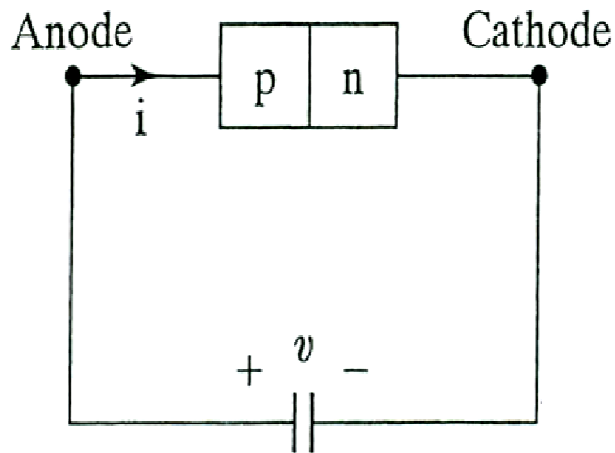 Anode Cathode
p n
i
+ v −